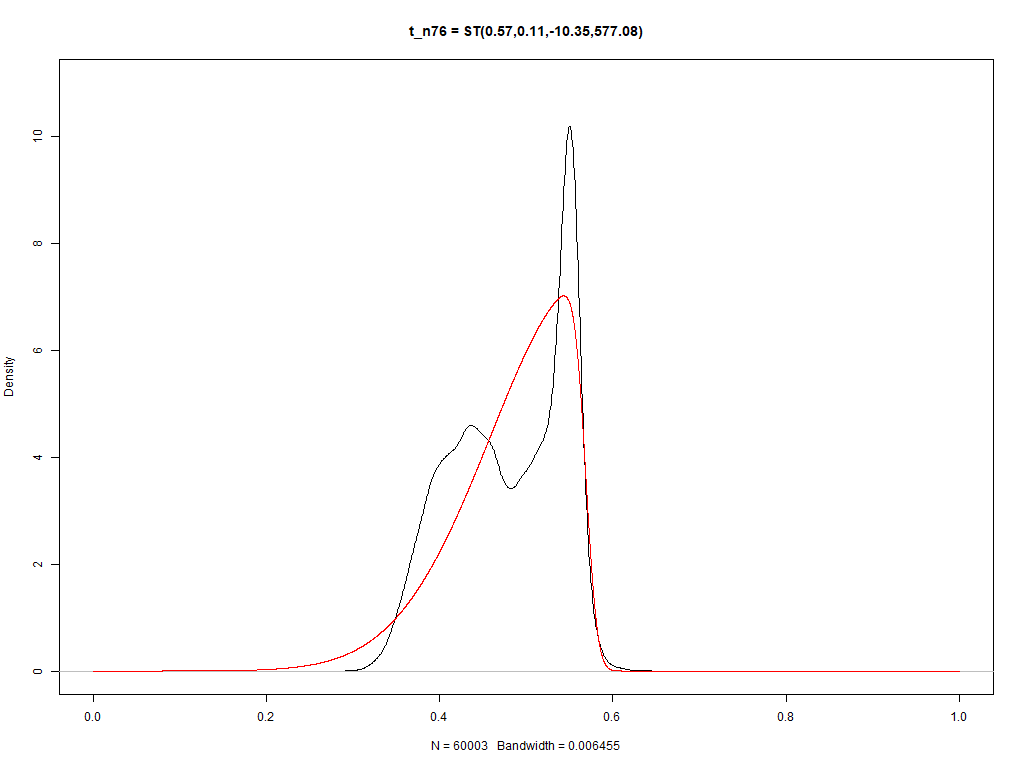 t_n76 = ST(0.57,0.11,-10.35,577.08)
Density
10
8
6
4
2
0
0.0 0.2 0.4 0.6 0.8 1.0
N = 60003 Bandwidth = 0.006455